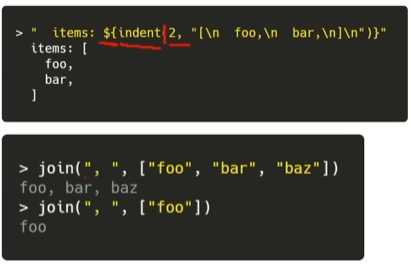 > "  items: ${indent(2, "[\n  foo,\n  bar,\n]\n")}"
  items: [
    foo,
    bar,
  ]
> join(", ", ["foo", "bar", "baz"])
foo, bar, baz
> join(", ", ["foo"])
foo